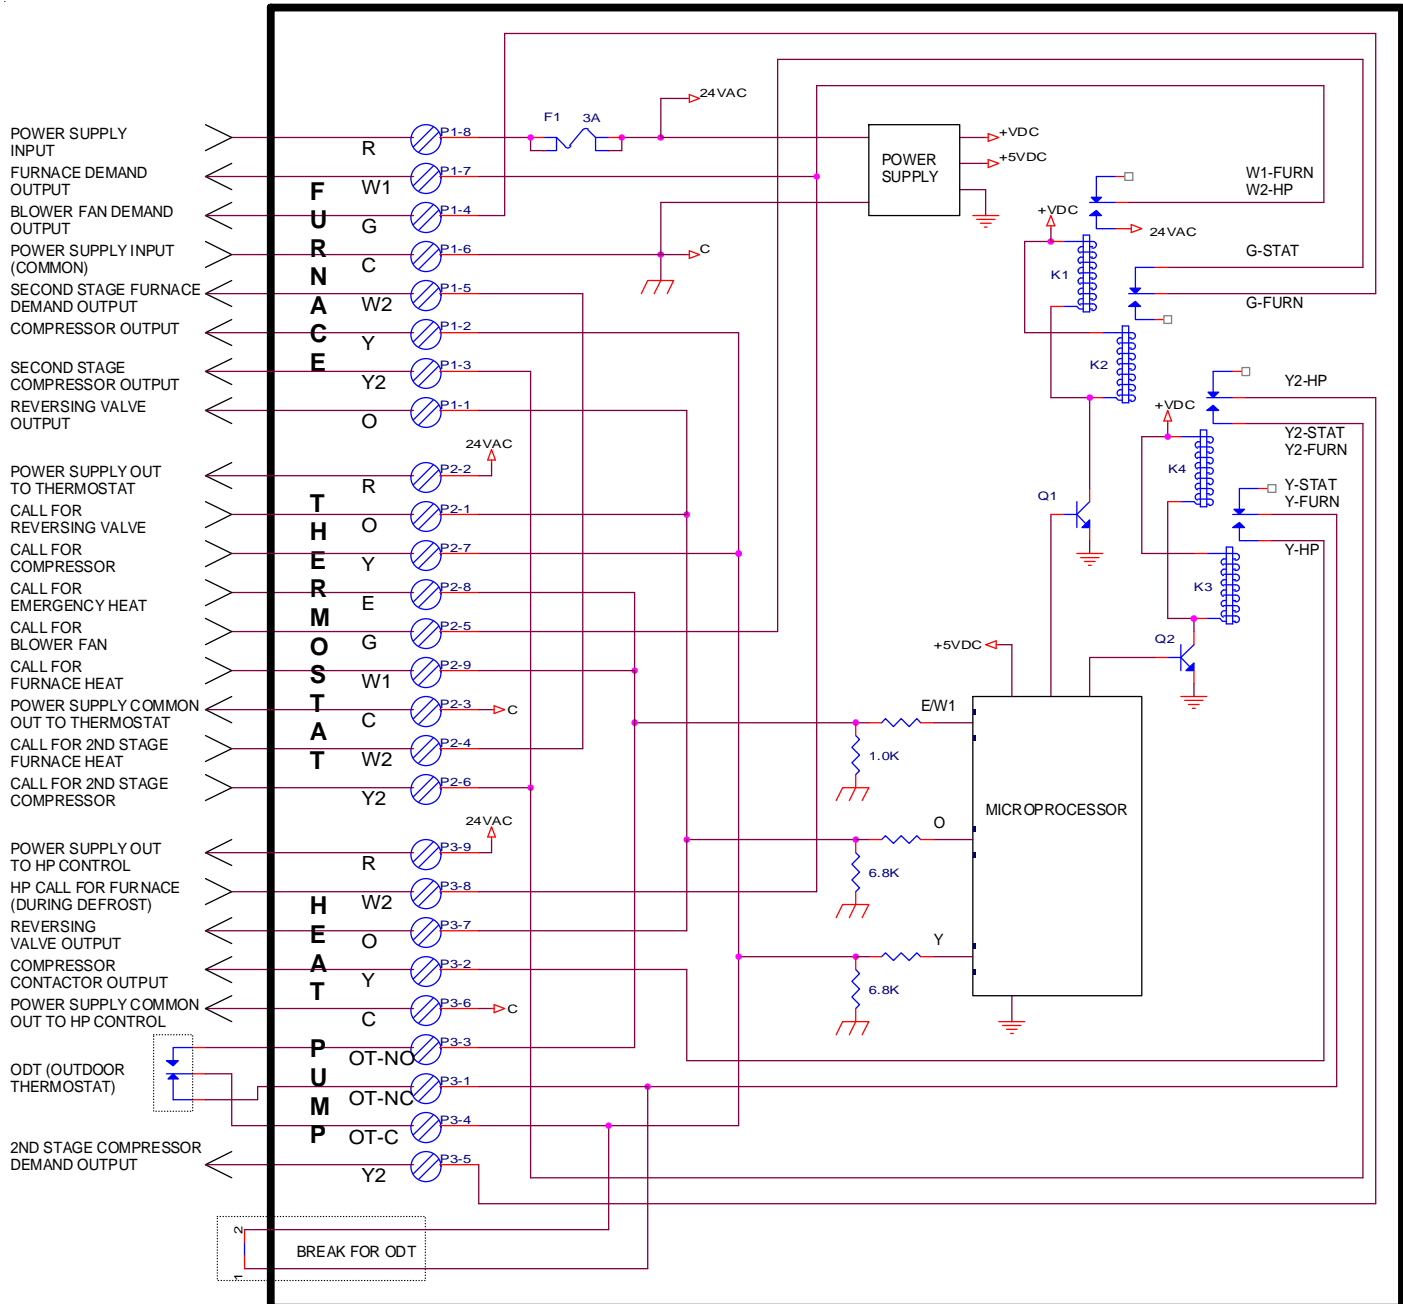 POWER SUPPLY
INPUT
R
P1-8
F1
3A
24VAC
FURNACE DEMAND
OUTPUT
W1
P1-7
BLOWER FAN DEMAND
OUTPUT
G
P1-4
POWER SUPPLY INPUT
(COMMON)
C
P1-6
C
SECOND STAGE FURNACE
DEMAND OUTPUT
W2
P1-5
COMPRESSOR OUTPUT
Y
P1-2
SECOND STAGE
COMPRESSOR OUTPUT
Y2
P1-3
REVERSING VALVE
OUTPUT
O
P1-1
FURNACE
POWER
SUPPLY
+VDC
+5VDC
W1-FURN
W2-HP
+VDC
24VAC
K1
G-STAT
G-FURN
K2
Y2-HP
+VDC
Y2-STAT
Y2-FURN
K4
Y-STAT
Y-FURN
Y-HP
K3
Q1
Q2
POWER SUPPLY OUT
TO THERMOSTAT
R
P2-2
24VAC
CALL FOR
REVERSING VALVE
O
P2-1
CALL FOR
COMPRESSOR
Y
P2-7
CALL FOR
EMERGENCY HEAT
E
P2-8
CALL FOR
BLOWER FAN
G
P2-5
CALL FOR
FURNACE HEAT
W1
P2-9
POWER SUPPLY COMMON
OUT TO THERMOSTAT
C
P2-3
C
CALL FOR 2ND STAGE
FURNACE HEAT
W2
P2-4
CALL FOR 2ND STAGE
COMPRESSOR
Y2
P2-6
THERMOSTAT
+5VDC
E/W1
1.0K
MICROPROCESSOR
O
6.8K
Y
6.8K
POWER SUPPLY OUT
TO HP CONTROL
R
P3-9
24VAC
HP CALL FOR FURNACE
(DURING DEFROST)
W2
P3-8
REVERSING
VALVE OUTPUT
O
P3-7
COMPRESSOR
CONTACTOR OUTPUT
Y
P3-2
POWER SUPPLY COMMON
OUT TO HP CONTROL
C
P3-6
C
ODT (OUTDOOR
THERMOSTAT)
OT-NO
P3-3
OT-NC
P3-1
OT-C
P3-4
2ND STAGE COMPRESSOR
DEMAND OUTPUT
Y2
P3-5
HEAT PUMP
2
BREAK FOR ODT
1